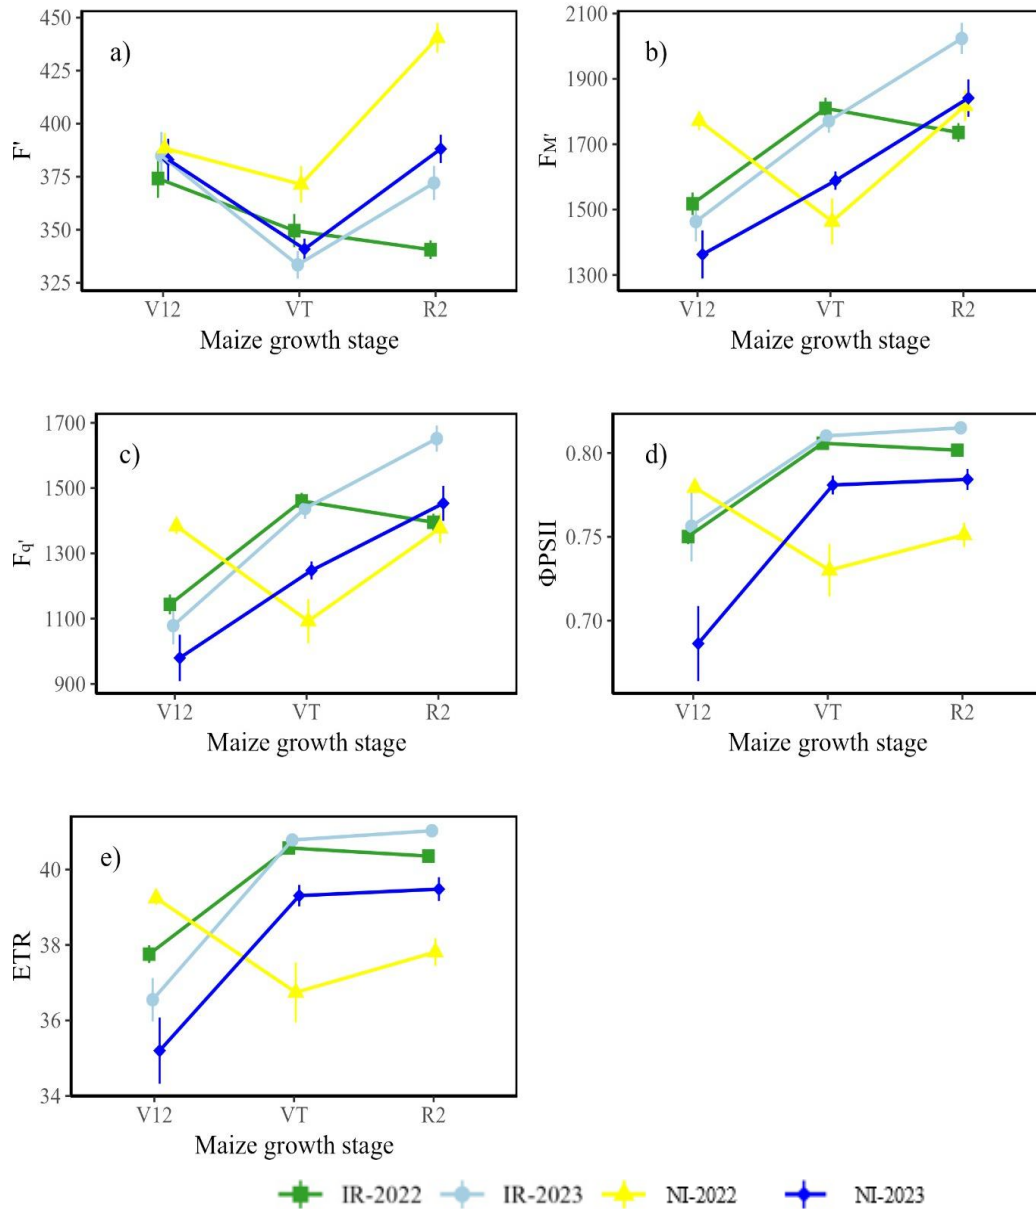 a)
F'
450
425
400
375
350
325
V12 VT R2
Maize growth stage
b)
FM'
2100
1900
1700
1500
1300
V12 VT R2
Maize growth stage
c)
Fq'
1700
1500
1300
1100
900
V12 VT R2
Maize growth stage
d)
ΦPSII
0.80
0.75
0.70
V12 VT R2
Maize growth stage
e)
ETR
40
38
36
34
V12 VT R2
Maize growth stage
IR-2022 IR-2023 NI-2022 NI-2023